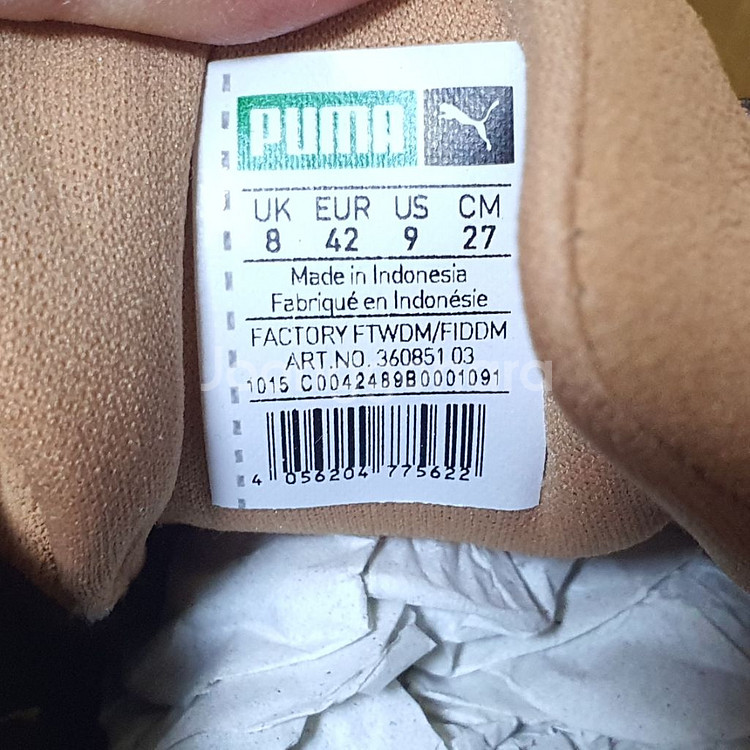 PUMA
UK EUR US CM
8 42 9 27
Made in Indonesia
Fabriqué en Indonésie
FACTORY FTWDM/FIDDM
ART.NO. 360851 03
1015 C0042489B0001091
4 056204 775622